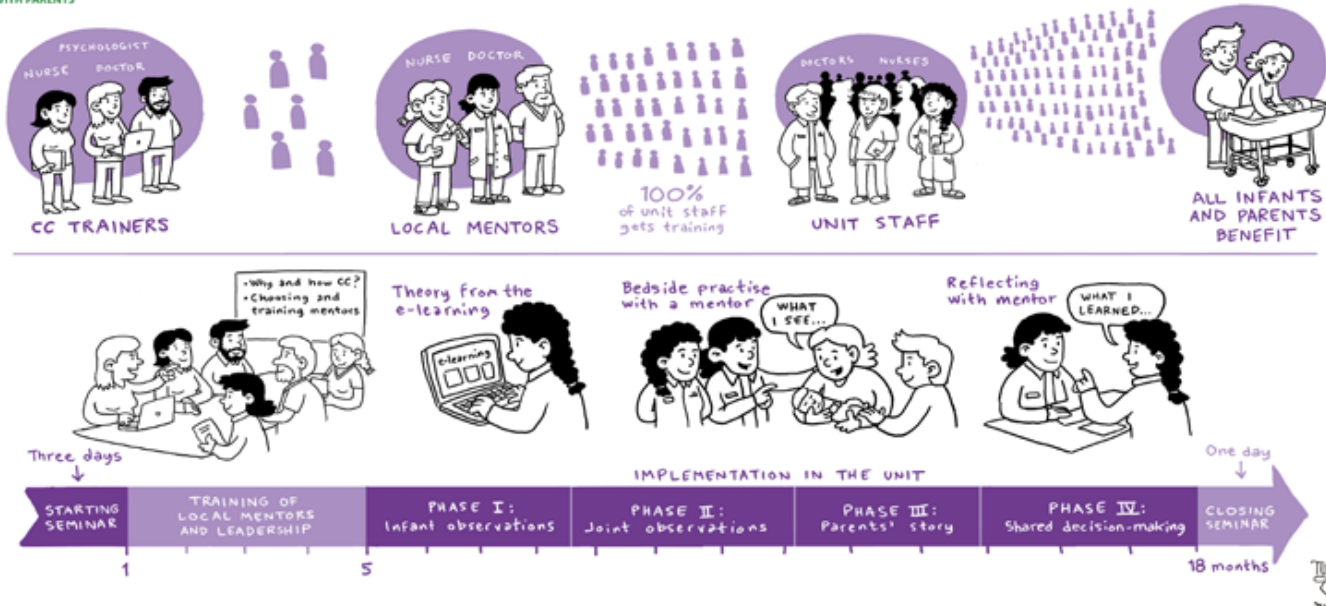 WITH PARENTS
PSYCHOLOGIST
NURSE DOCTOR
CC TRAINERS
NURSE DOCTOR
LOCAL MENTORS
100%
of unit staff
gets training
DOCTORS NURSES
UNIT STAFF
ALL INFANTS
AND PARENTS
BENEFIT
• Why and how CC?
• Choosing and
training mentors
Theory from the
e-learning
e-learning
Bedside practise
with a mentor
WHAT
I SEE...
Reflecting
with mentor
WHAT I
LEARNED...
Three days
One day
IMPLEMENTATION IN THE UNIT
STARTING
SEMINAR
TRAINING OF
LOCAL MENTORS
AND LEADERSHIP
PHASE I:
Infant observations
PHASE II:
Joint observations
PHASE III:
Parents' story
PHASE IV:
Shared decision-making
CLOSING
SEMINAR
1
5
18 months